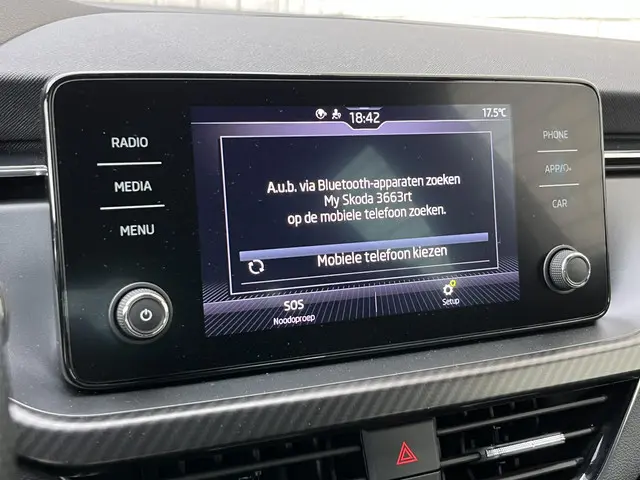 18:42
17.5°C
RADIO
MEDIA
MENU
PHONE
APP/
CAR
A.u.b. via Bluetooth-apparaten zoeken
My Skoda 3663rt
op de mobiele telefoon zoeken.
Mobiele telefoon kiezen
SOS
Noodoproep
Setup